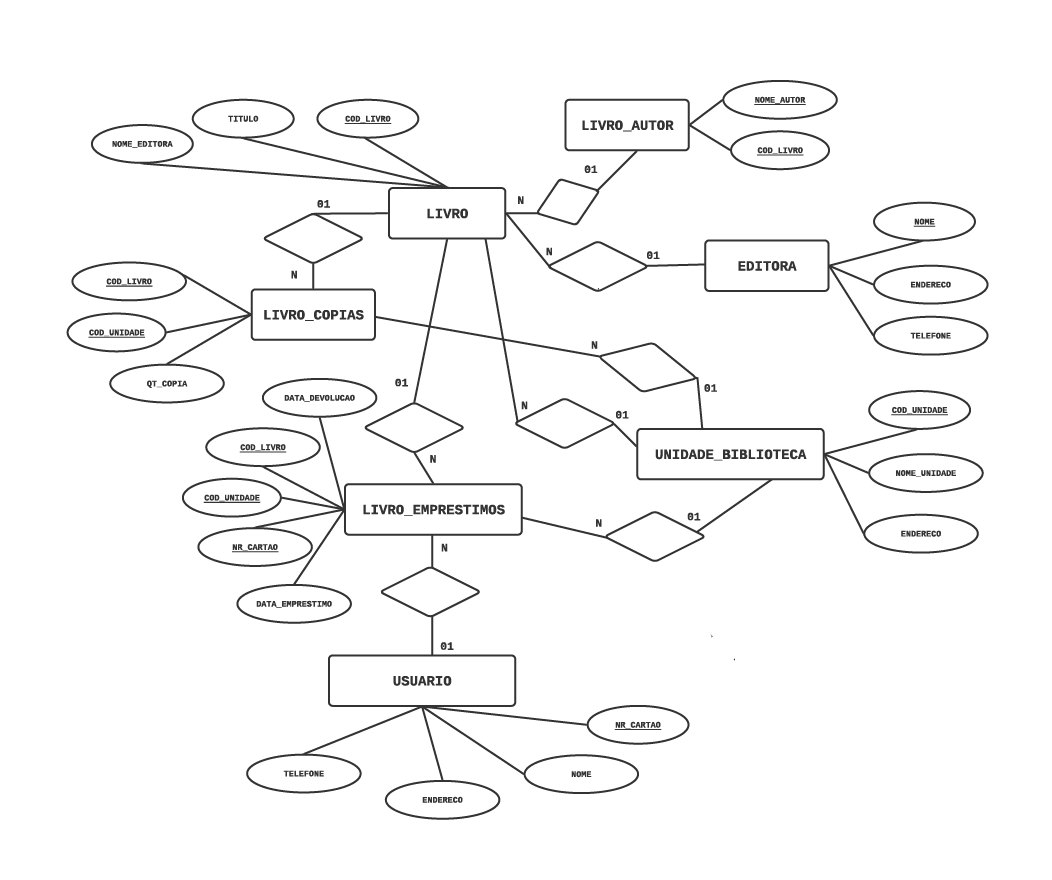 NOME_AUTOR
TITULO
COD_LIVRO
LIVRO_AUTOR
NOME_EDITORA
COD_LIVRO
01
N
01
LIVRO
NOME
N
01
EDITORA
N
COD_LIVRO
ENDERECO
LIVRO_COPIAS
COD_UNIDADE
TELEFONE
N
QT_COPIA
01
01
DATA_DEVOLUCAO
N
COD_UNIDADE
01
COD_LIVRO
UNIDADE_BIBLIOTECA
N
NOME_UNIDADE
COD_UNIDADE
LIVRO_EMPRESTIMOS
N
01
ENDERECO
NR_CARTAO
N
DATA_EMPRESTIMO
01
USUARIO
NR_CARTAO
TELEFONE
NOME
ENDERECO